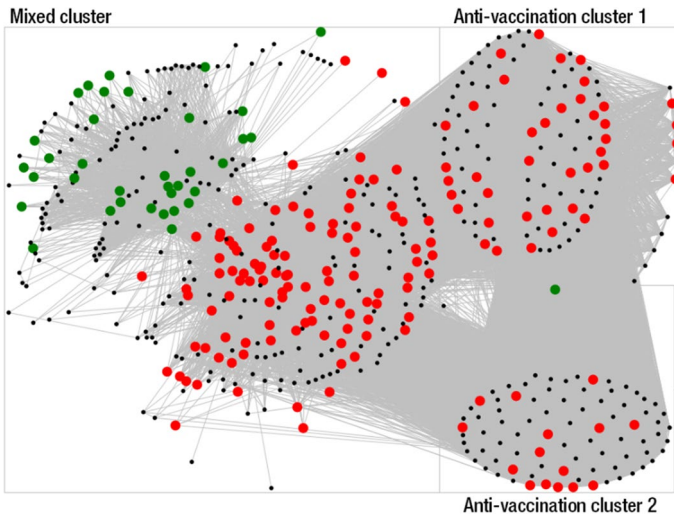 Mixed cluster
Anti-vaccination cluster 1
Anti-vaccination cluster 2